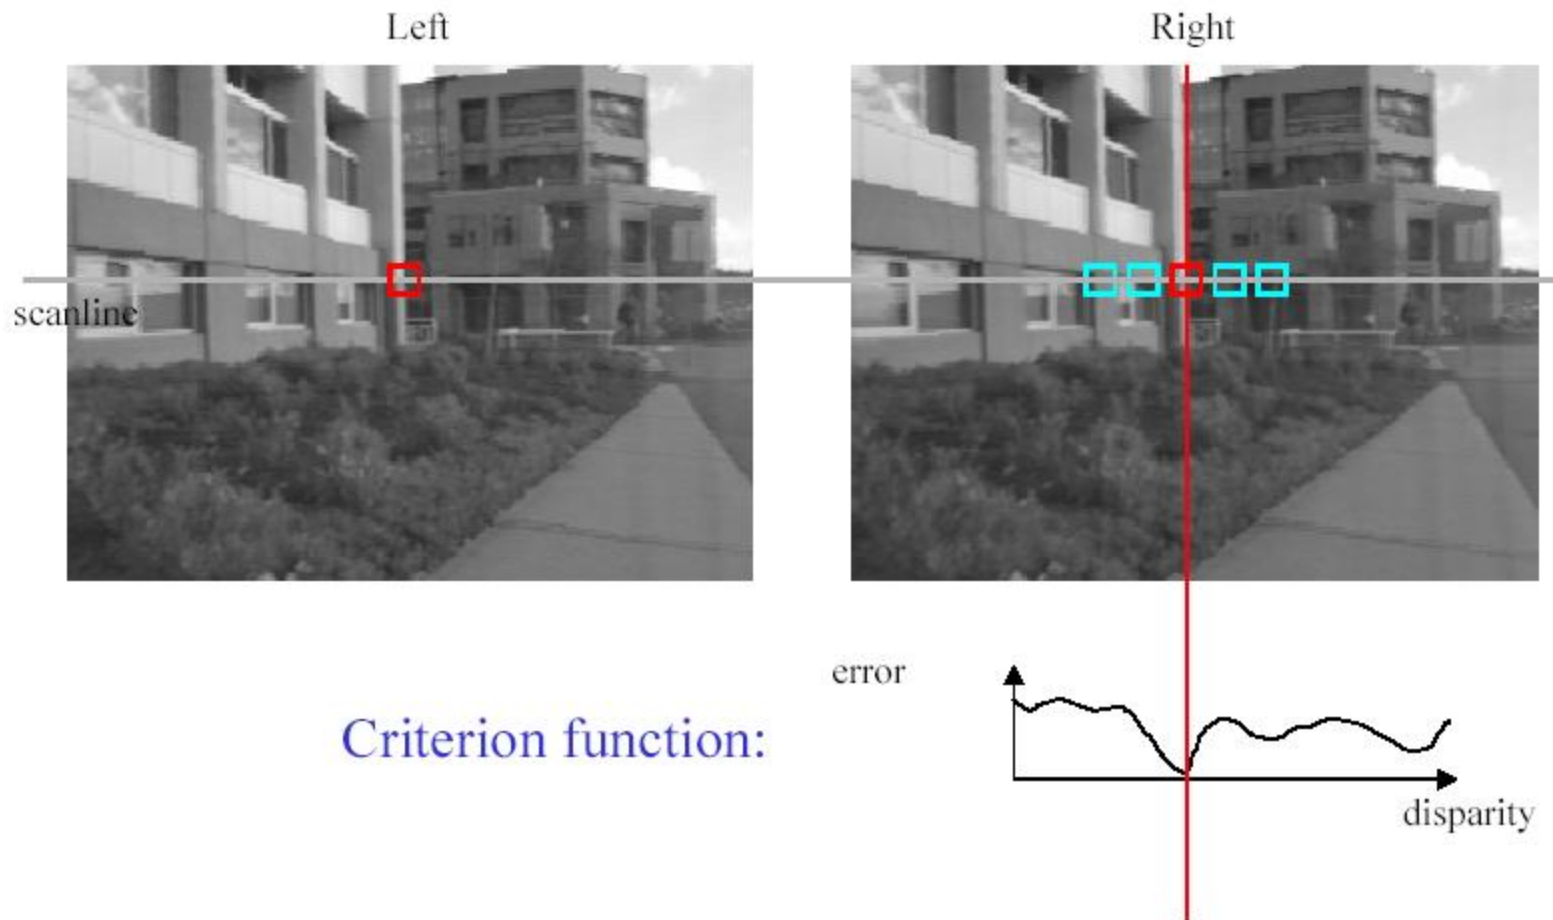 Left
Right
scanline
error
Criterion function:
disparity